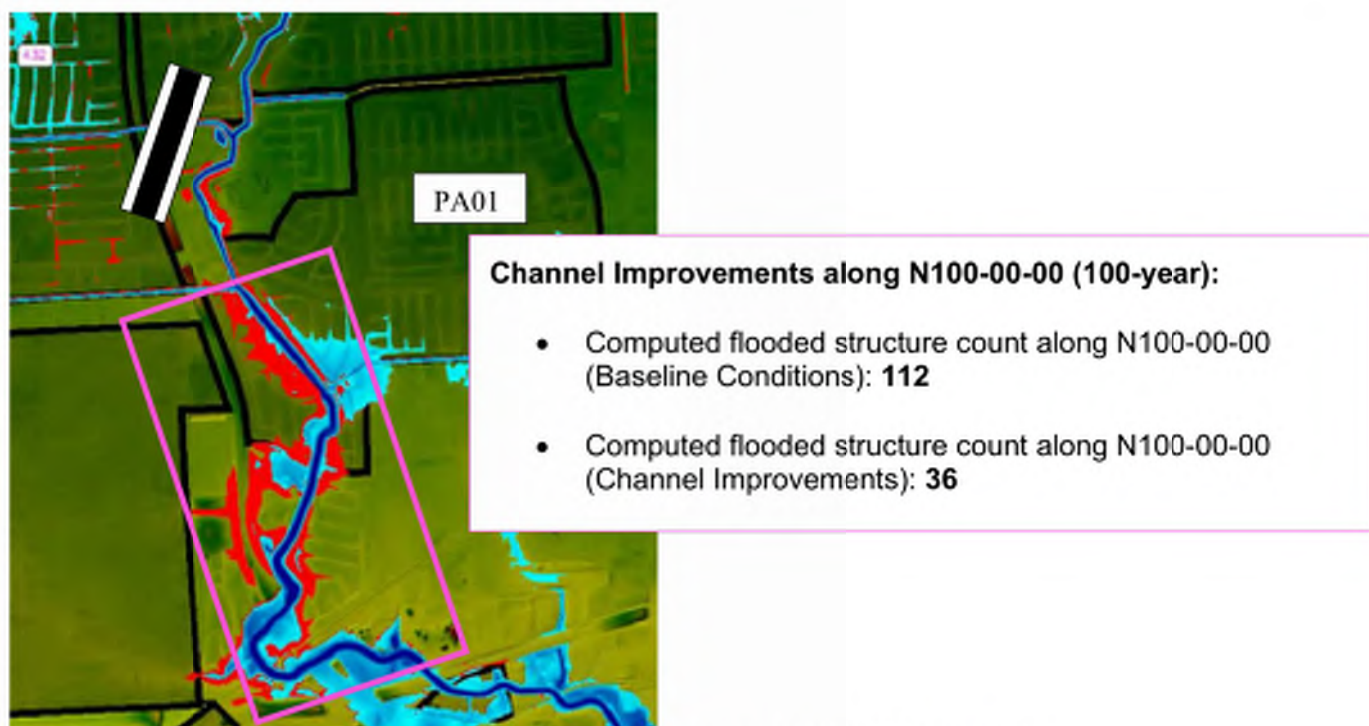 PA01
Channel Improvements along N100-00-00 (100-year):
• Computed flooded structure count along N100-00-00
(Baseline Conditions): 112
• Computed flooded structure count along N100-00-00
(Channel Improvements): 36